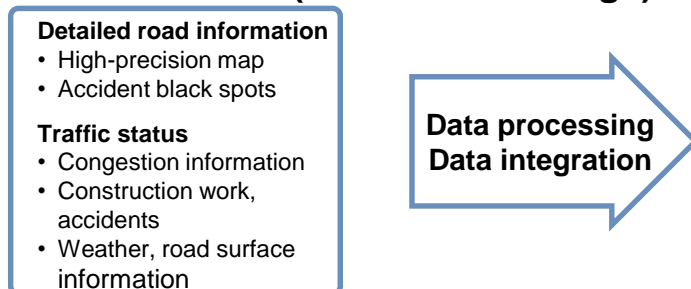 Detailed road information
• High-precision map
• Accident black spots
Traffic status
• Congestion information
• Construction work,
accidents
• Weather, road surface
information
Data processing
Data integration